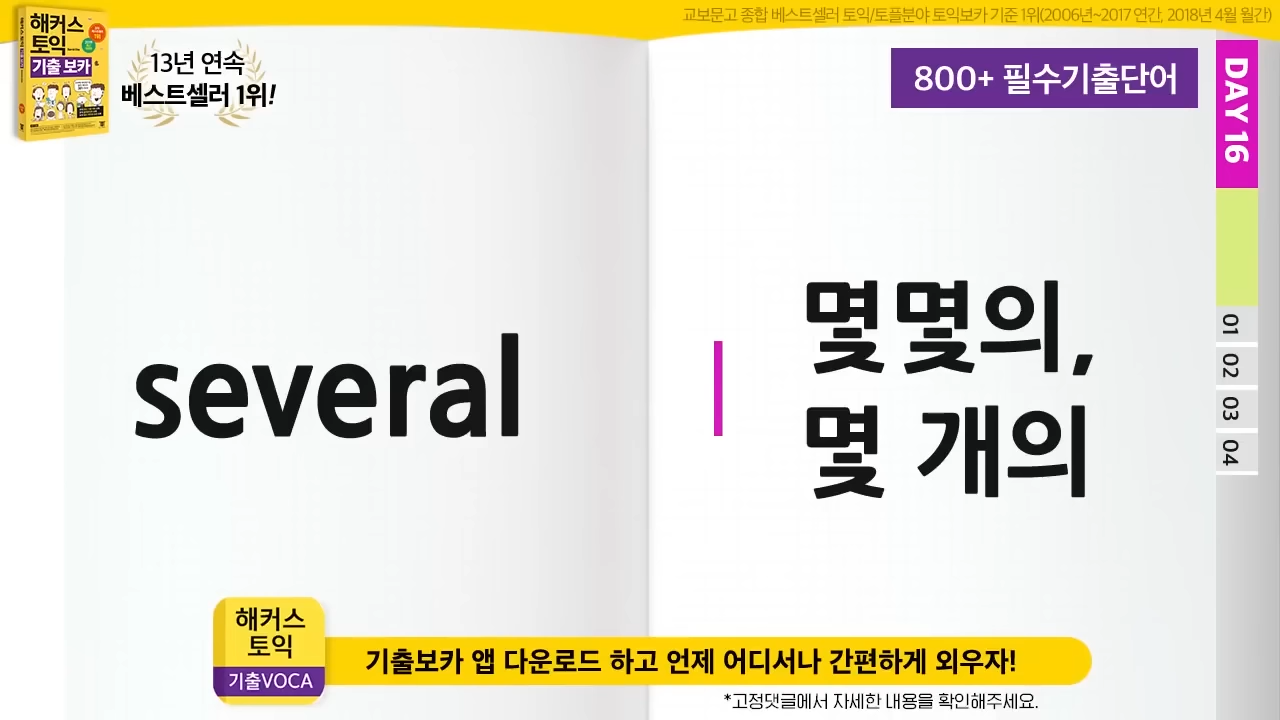 교보문고 종합 베스트셀러 토익/토플분야 토익보카 기준 1위(2006년~2017 연간, 2018년 4월 월간)
해커스
토익
기출 보카
13년 연속
베스트셀러 1위!
800+ 필수기출단어
DAY 16
several
몇몇의,
몇 개의
01
02
03
04
해커스
토익
기출VOCA
기출보카 앱 다운로드 하고 언제 어디서나 간편하게 외우자!
*고정댓글에서 자세한 내용을 확인해주세요.